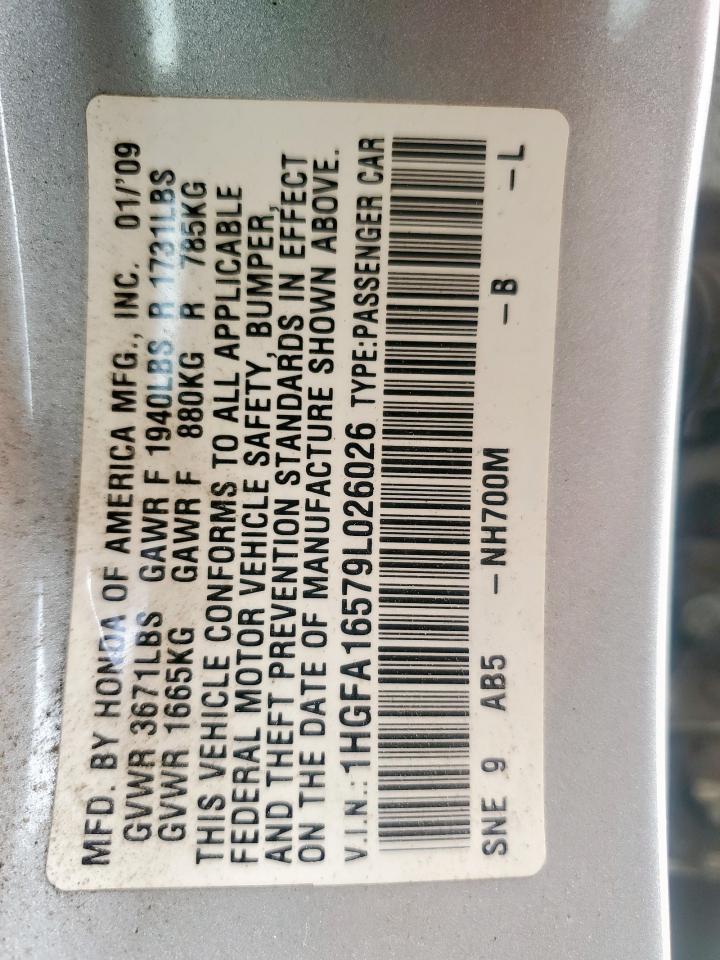 MFD. BY HONDA OF AMERICA MFG., INC. 01/'09
GVWR 3671LBS GAWR F 1940LBS R 1731LBS
GVWR 1665KG GAWR F 880KG R 785KG
THIS VEHICLE CONFORMS TO ALL APPLICABLE
FEDERAL MOTOR VEHICLE SAFETY, BUMPER,
AND THEFT PREVENTION STANDARDS IN EFFECT
ON THE DATE OF MANUFACTURE SHOWN ABOVE.
V.I.N.: 1HGFA16579L026026 TYPE:PASSENGER CAR
SNE 9 AB5 -NH700M -B -L